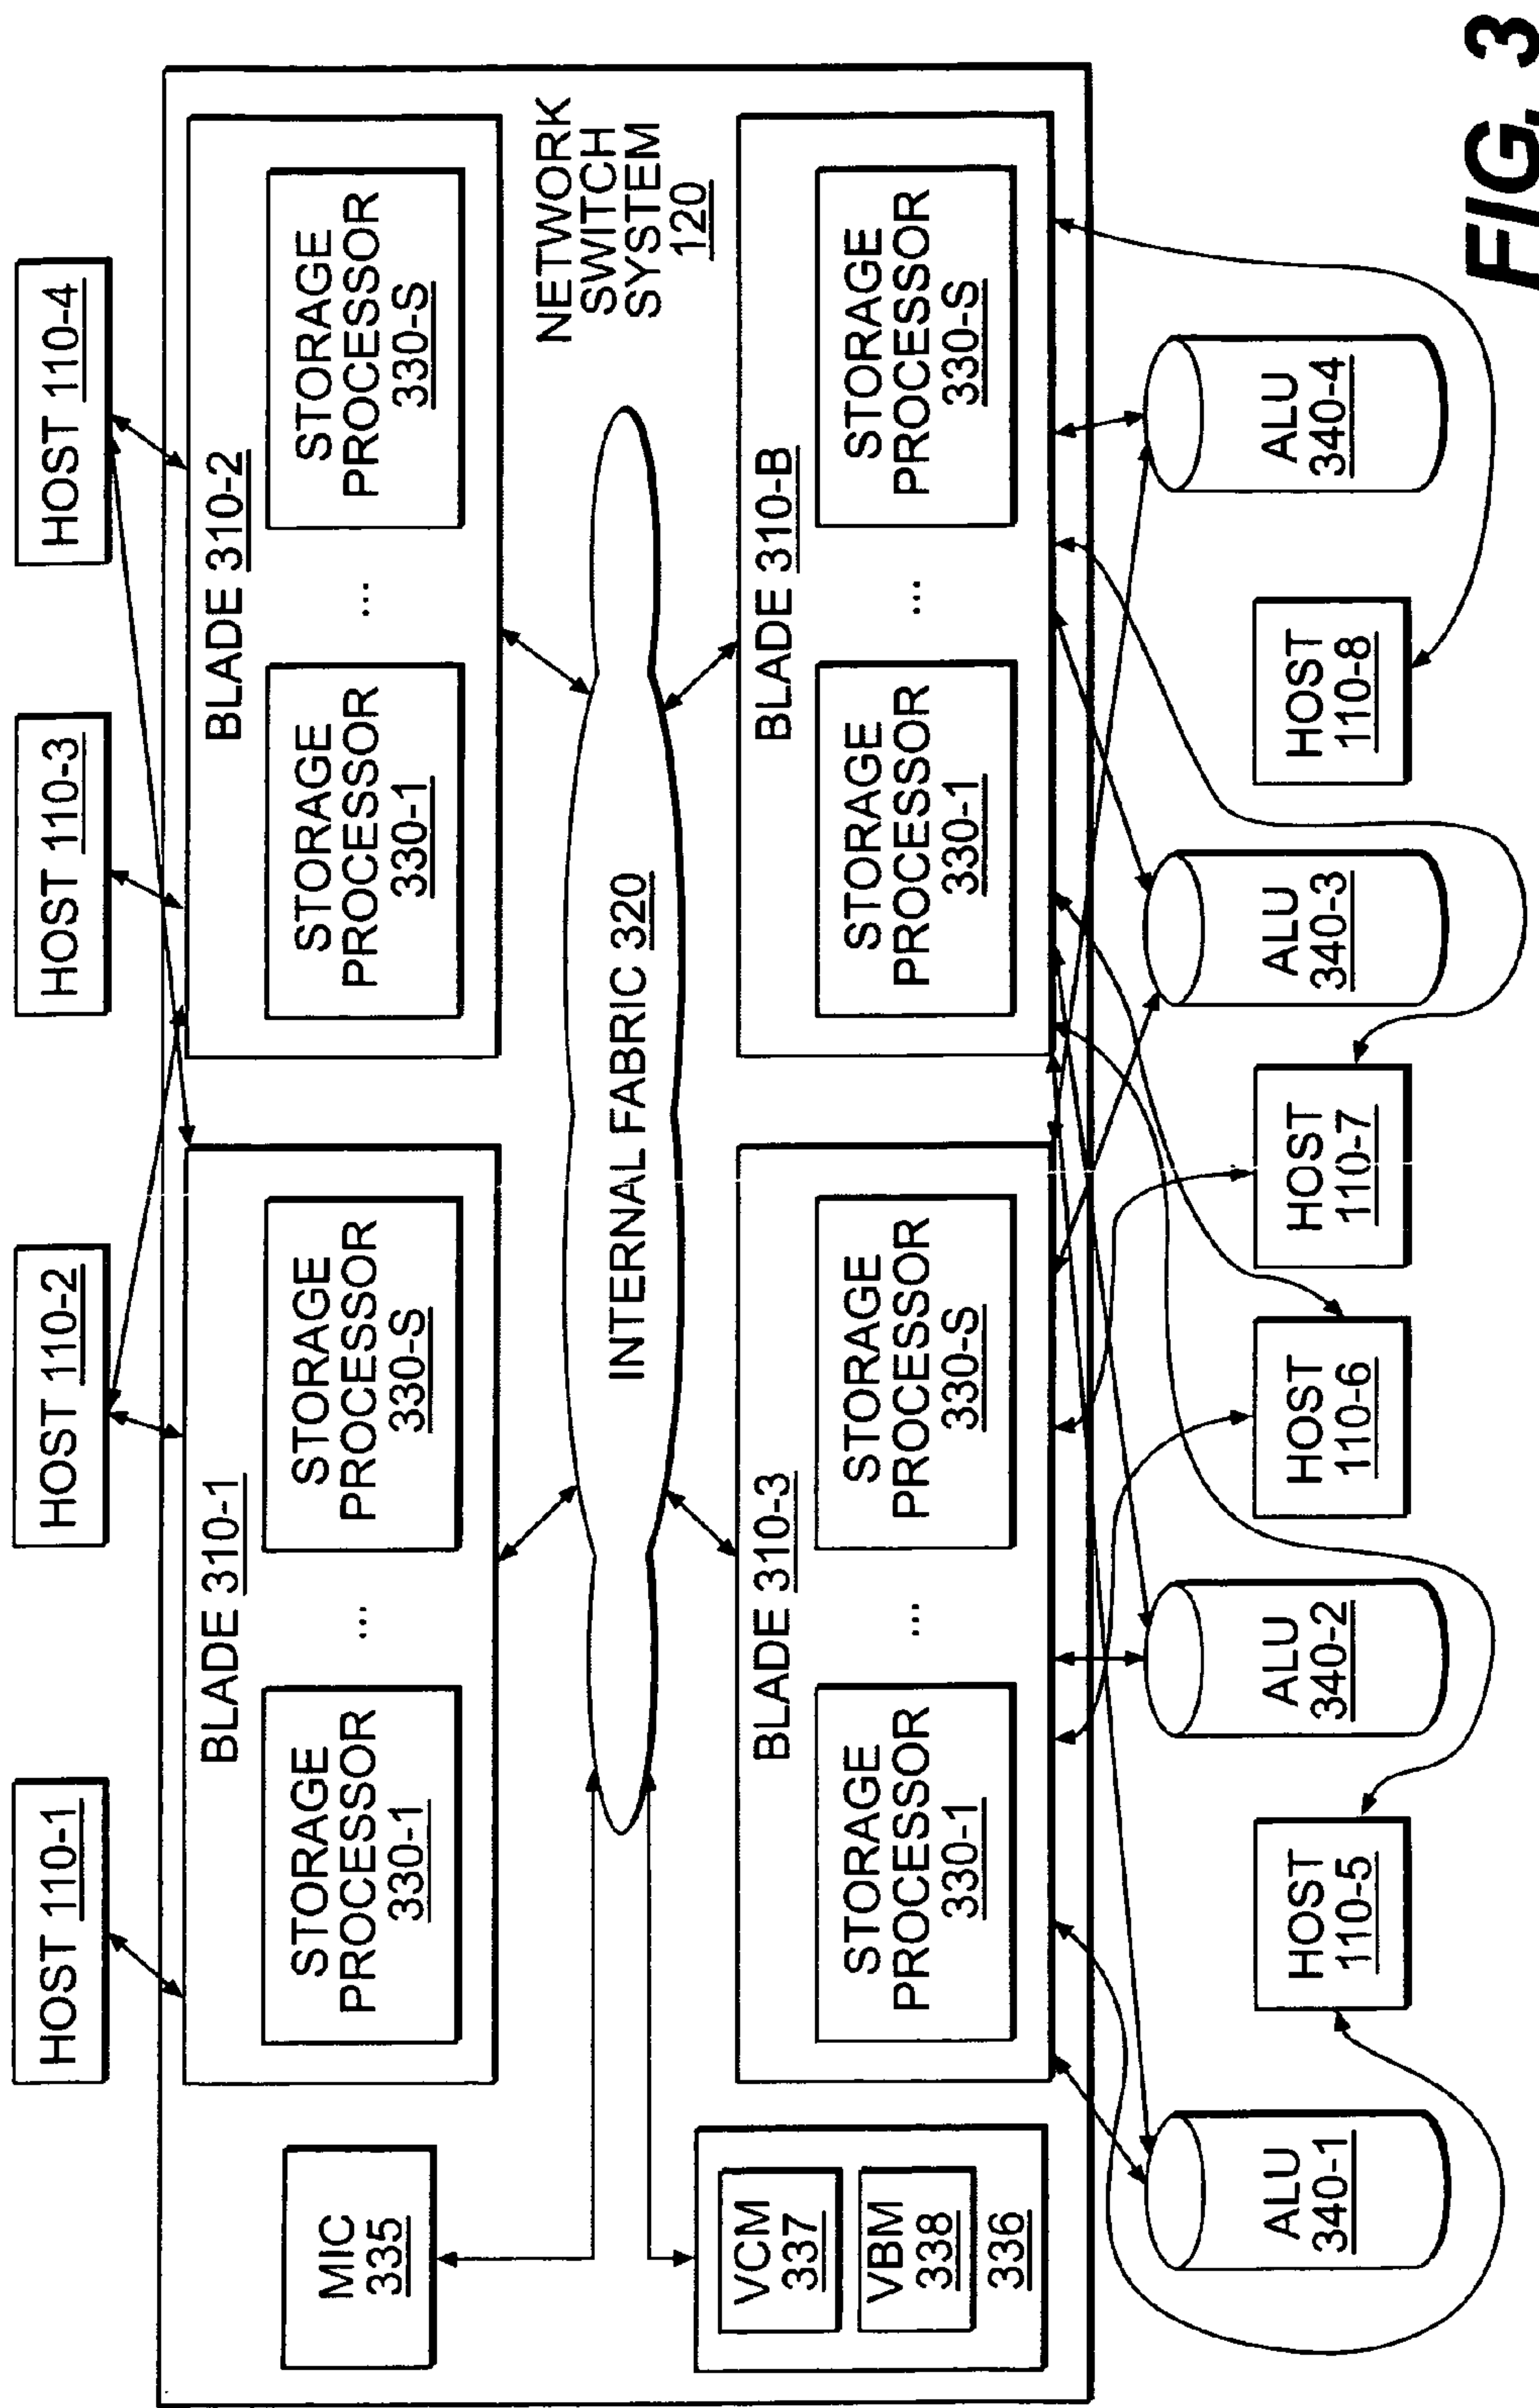 HOST 110-1
HOST 110-2
HOST 110-3
HOST 110-4
BLADE 310-1
STORAGE
PROCESSOR
330-1
...
STORAGE
PROCESSOR
330-S
BLADE 310-2
STORAGE
PROCESSOR
330-1
...
STORAGE
PROCESSOR
330-S
MIC
335
INTERNAL FABRIC 320
NETWORK
SWITCH
SYSTEM
120
VCM
337
VBM
338
336
BLADE 310-3
STORAGE
PROCESSOR
330-1
...
STORAGE
PROCESSOR
330-S
BLADE 310-B
STORAGE
PROCESSOR
330-1
...
STORAGE
PROCESSOR
330-S
ALU
340-1
HOST
110-5
ALU
340-2
HOST
110-6
HOST
110-7
ALU
340-3
HOST
110-8
ALU
340-4
FIG. 3